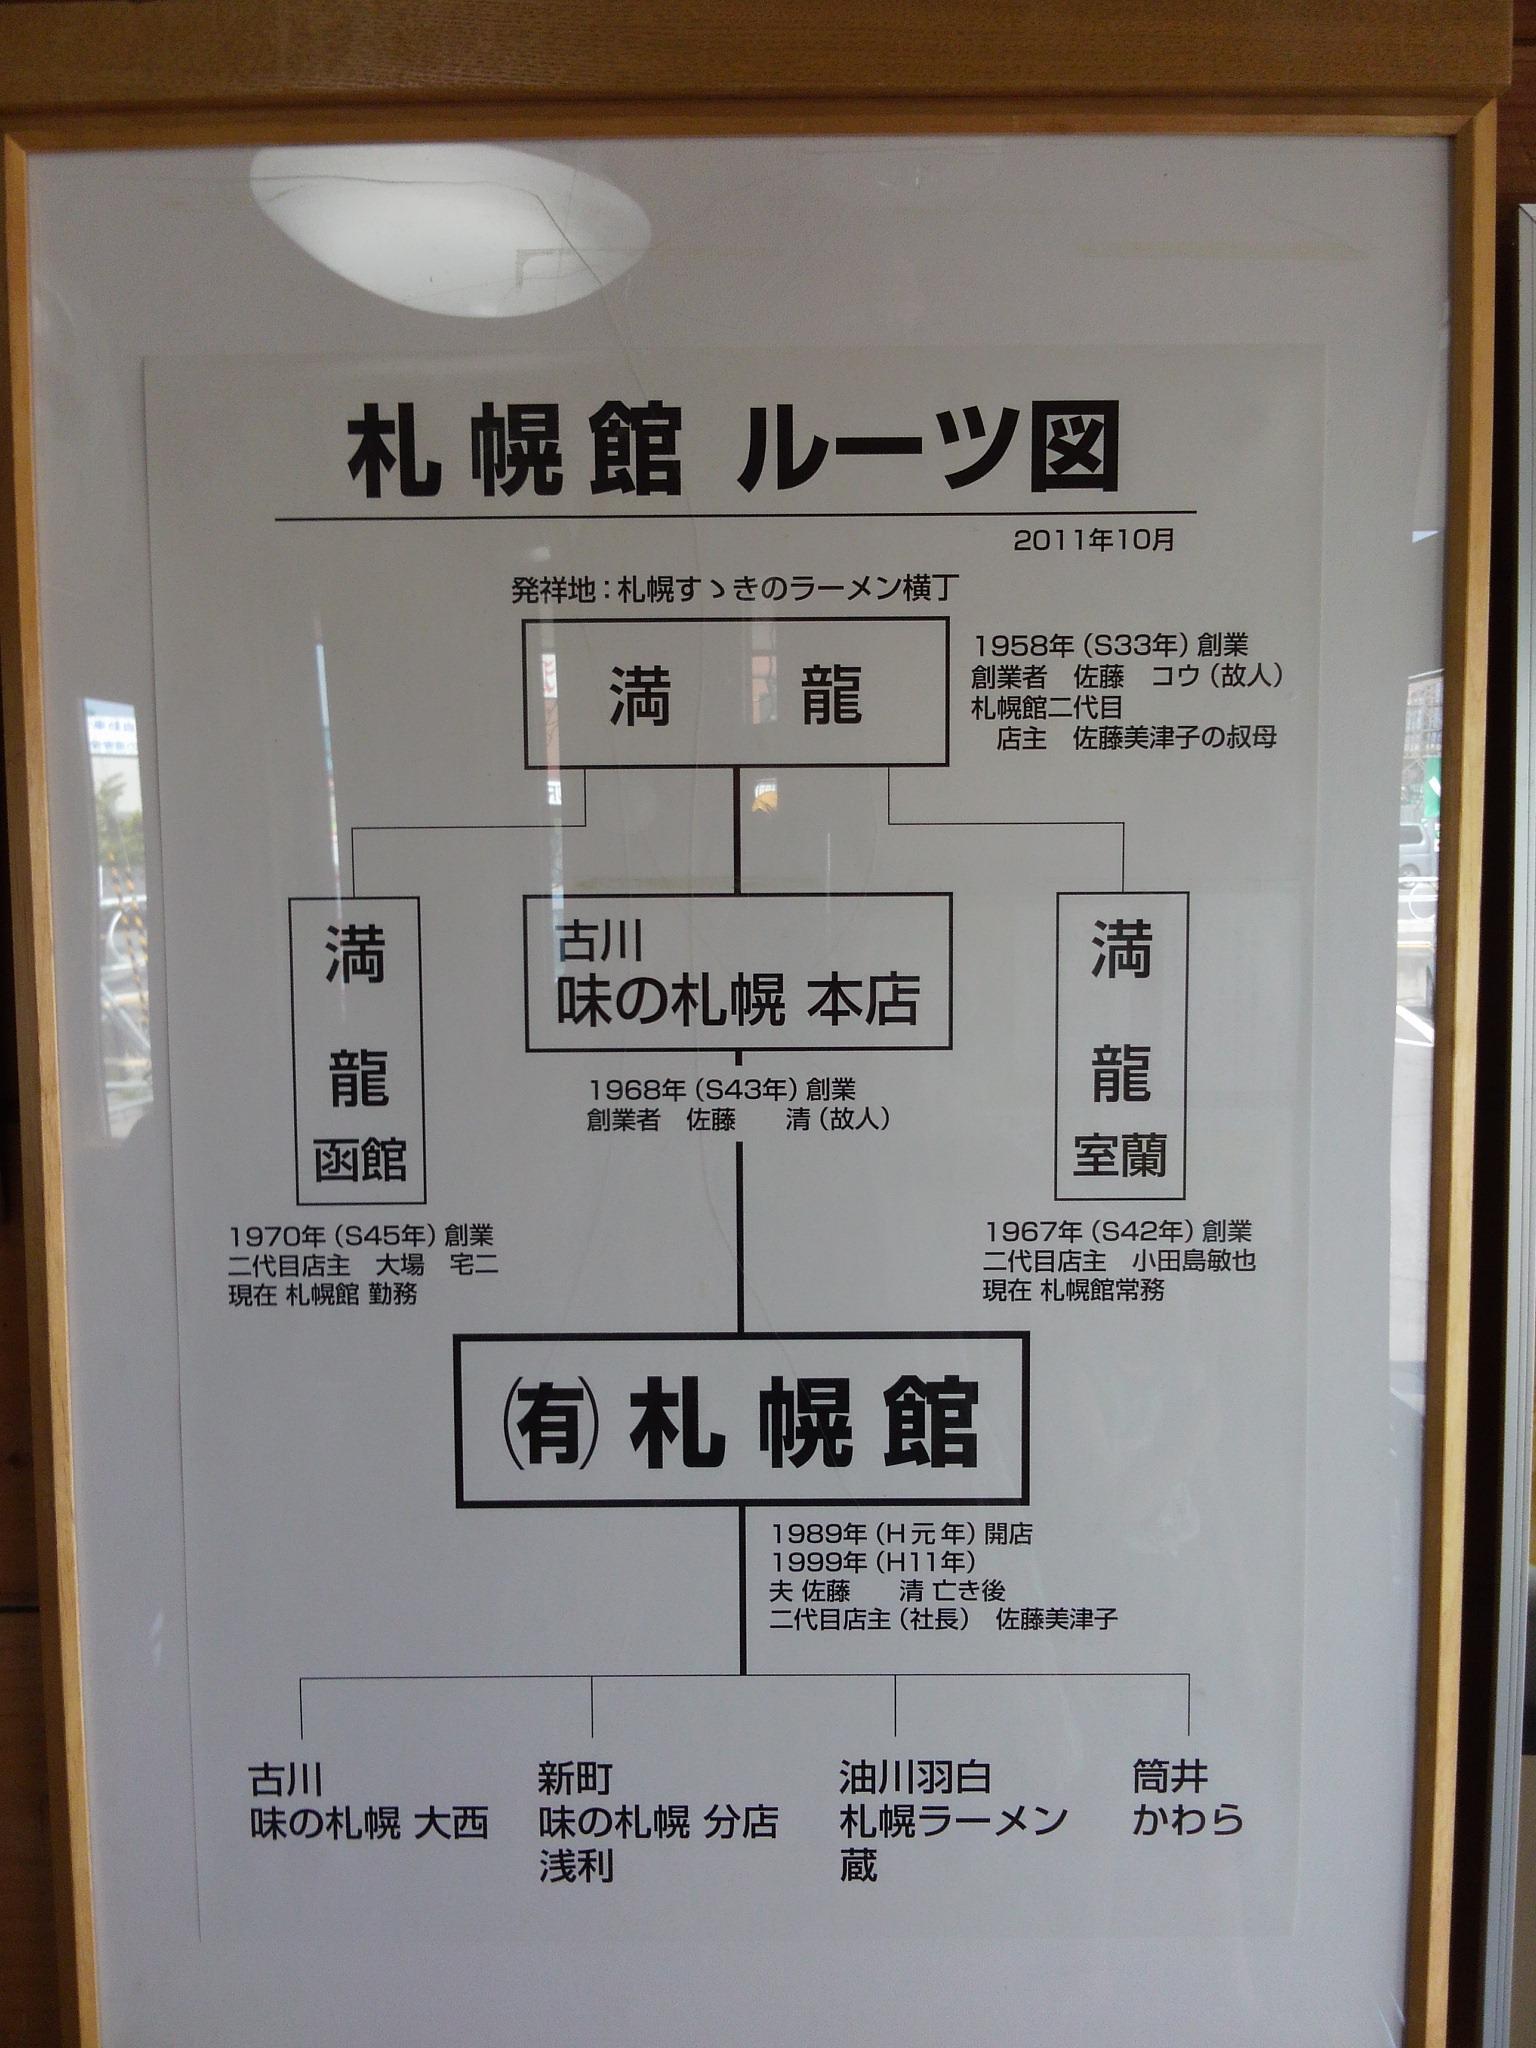 札幌館 ルーツ図
2011年10月
発祥地：札幌すゝきのラーメン横丁
満 龍
1958年（S33年）創業
創業者 佐藤 コウ（故人）
札幌館二代目
店主 佐藤美津子の叔母
満
龍
函館
1970年（S45年）創業
二代目店主 大場 宅二
現在 札幌館 勤務
古川
味の札幌 本店
1968年（S43年）創業
創業者 佐藤 清（故人）
満
龍
室蘭
1967年（S42年）創業
二代目店主 小田島敏也
現在 札幌館常務
㈲ 札幌館
1989年（H元年）開店
1999年（H11年）
夫 佐藤 清 亡き後
二代目店主（社長） 佐藤美津子
古川
味の札幌 大西
新町
味の札幌 分店
浅利
油川羽白
札幌ラーメン
蔵
筒井
かわら